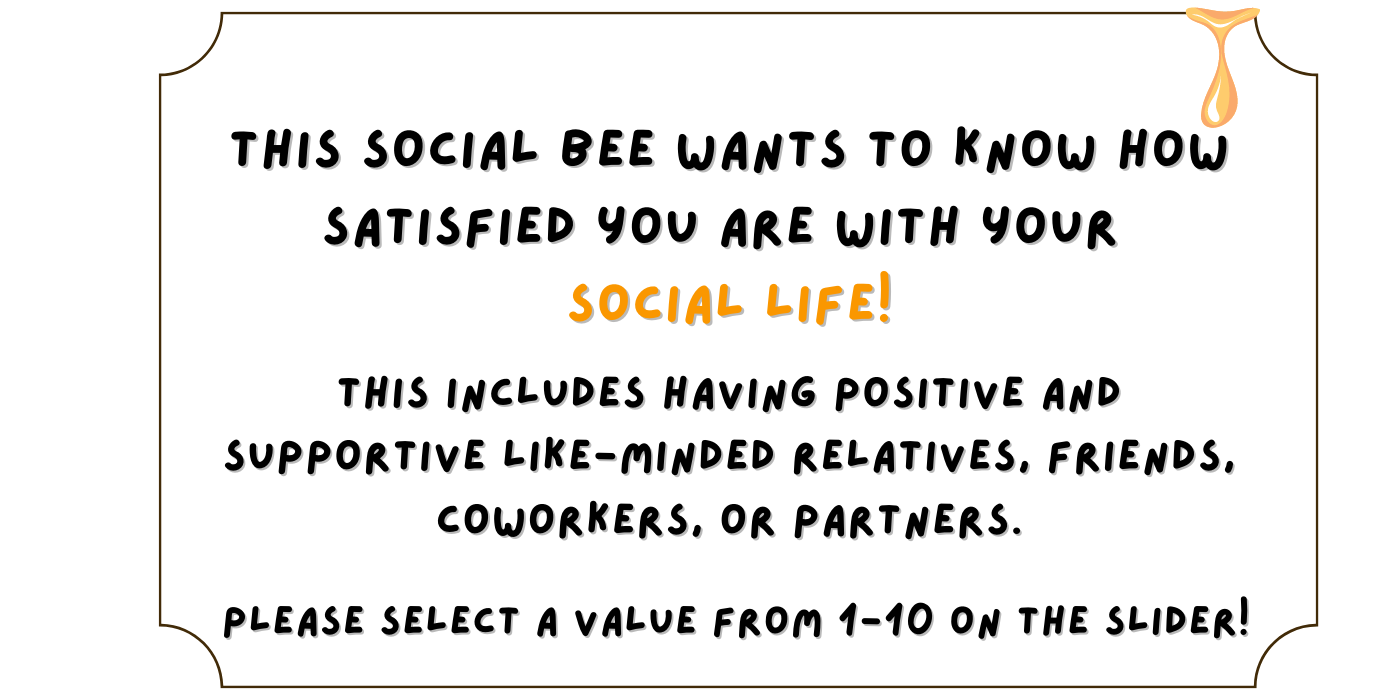 THIS SOCIAL BEE WANTS TO KNOW HOW
SATISFIED YOU ARE WITH YOUR
SOCIAL LIFE!
THIS INCLUDES HAVING POSITIVE AND
SUPPORTIVE LIKE-MINDED RELATIVES, FRIENDS,
COWORKERS, OR PARTNERS.
PLEASE SELECT A VALUE FROM 1-10 ON THE SLIDER!